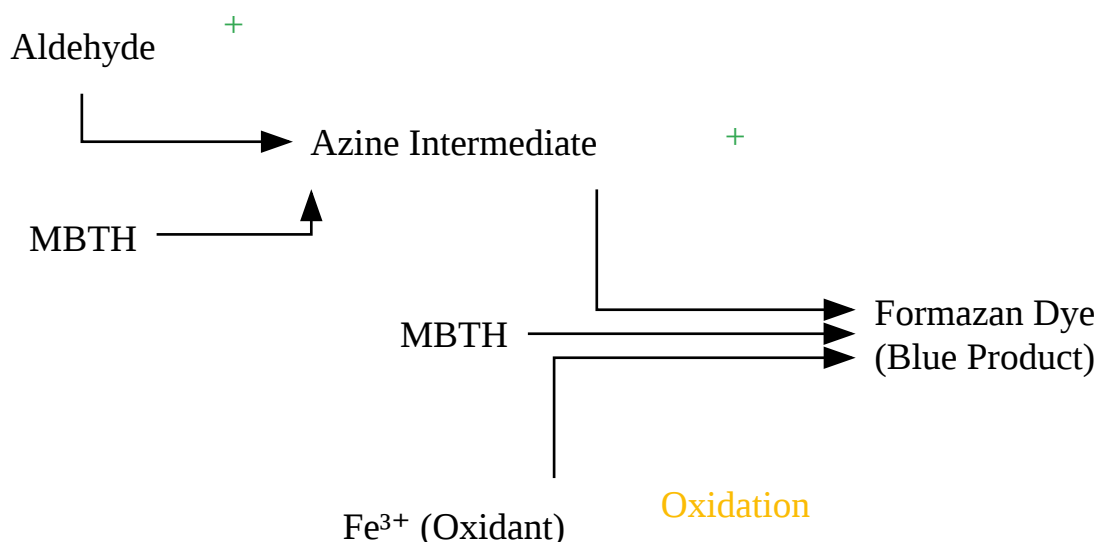 +
Aldehyde
Azine Intermediate
+
MBTH
MBTH
Formazan Dye
(Blue Product)
Oxidation
Fe³⁺ (Oxidant)